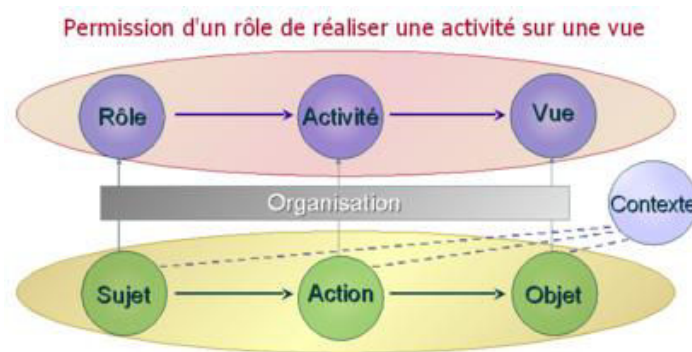 Permission d'un rôle de réaliser une activité sur une vue
Rôle
Activité
Vue
Organisation
Contexte
Sujet
Action
Objet